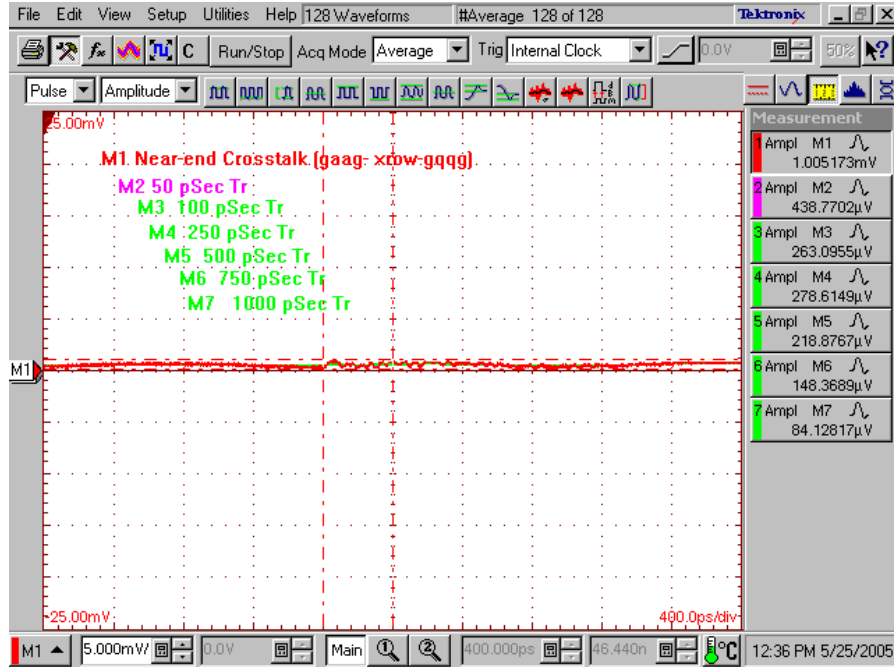 File Edit View Setup Utilities Help 128 Waveforms #Average 128 of 128 Tektronix
fx C Run/Stop Acq Mode Average Trig Internal Clock 0.0V 50% ?
Pulse Amplitude
25.00mV
M1 Near-end Crosstalk (gaag- xrow-gqqg)
M2 50 pSec Tr
M3 100 pSec Tr
M4 250 pSec Tr
M5 500 pSec Tr
M6 750 pSec Tr
M7 1000 pSec Tr
M1
-25.00mV
400.0ps/div
Measurement
1 Ampl M1
1.005173mV
2 Ampl M2
438.7702µV
3 Ampl M3
263.0955µV
4 Ampl M4
278.6149µV
5 Ampl M5
218.8767µV
6 Ampl M6
148.3689µV
7 Ampl M7
84.12817µV
M1 5.000mV/ 0.0V Main 1 2 400.000ps 46.440n °C 12:36 PM 5/25/2005